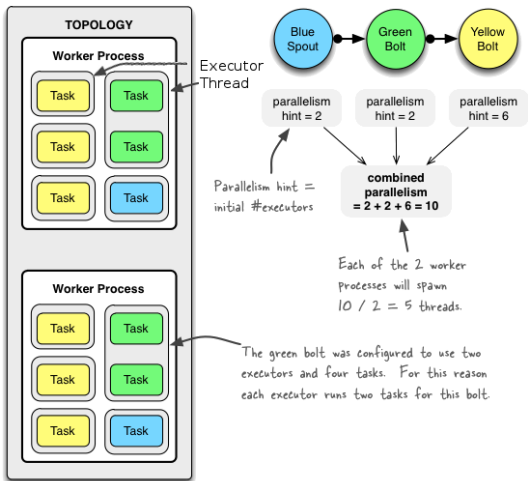 TOPOLOGY
Worker Process
Task
Task
Task
Task
Task
Task
Executor
Thread
Worker Process
Task
Task
Task
Task
Task
Task
Blue
Spout
Green
Bolt
Yellow
Bolt
parallelism
hint = 2
parallelism
hint = 2
parallelism
hint = 6
Parallelism hint =
initial #executors
combined
parallelism
= 2 + 2 + 6 = 10
Each of the 2 worker
processes will spawn
10 / 2 = 5 threads.
The green bolt was configured to use two
executors and four tasks. For this reason
each executor runs two tasks for this bolt.